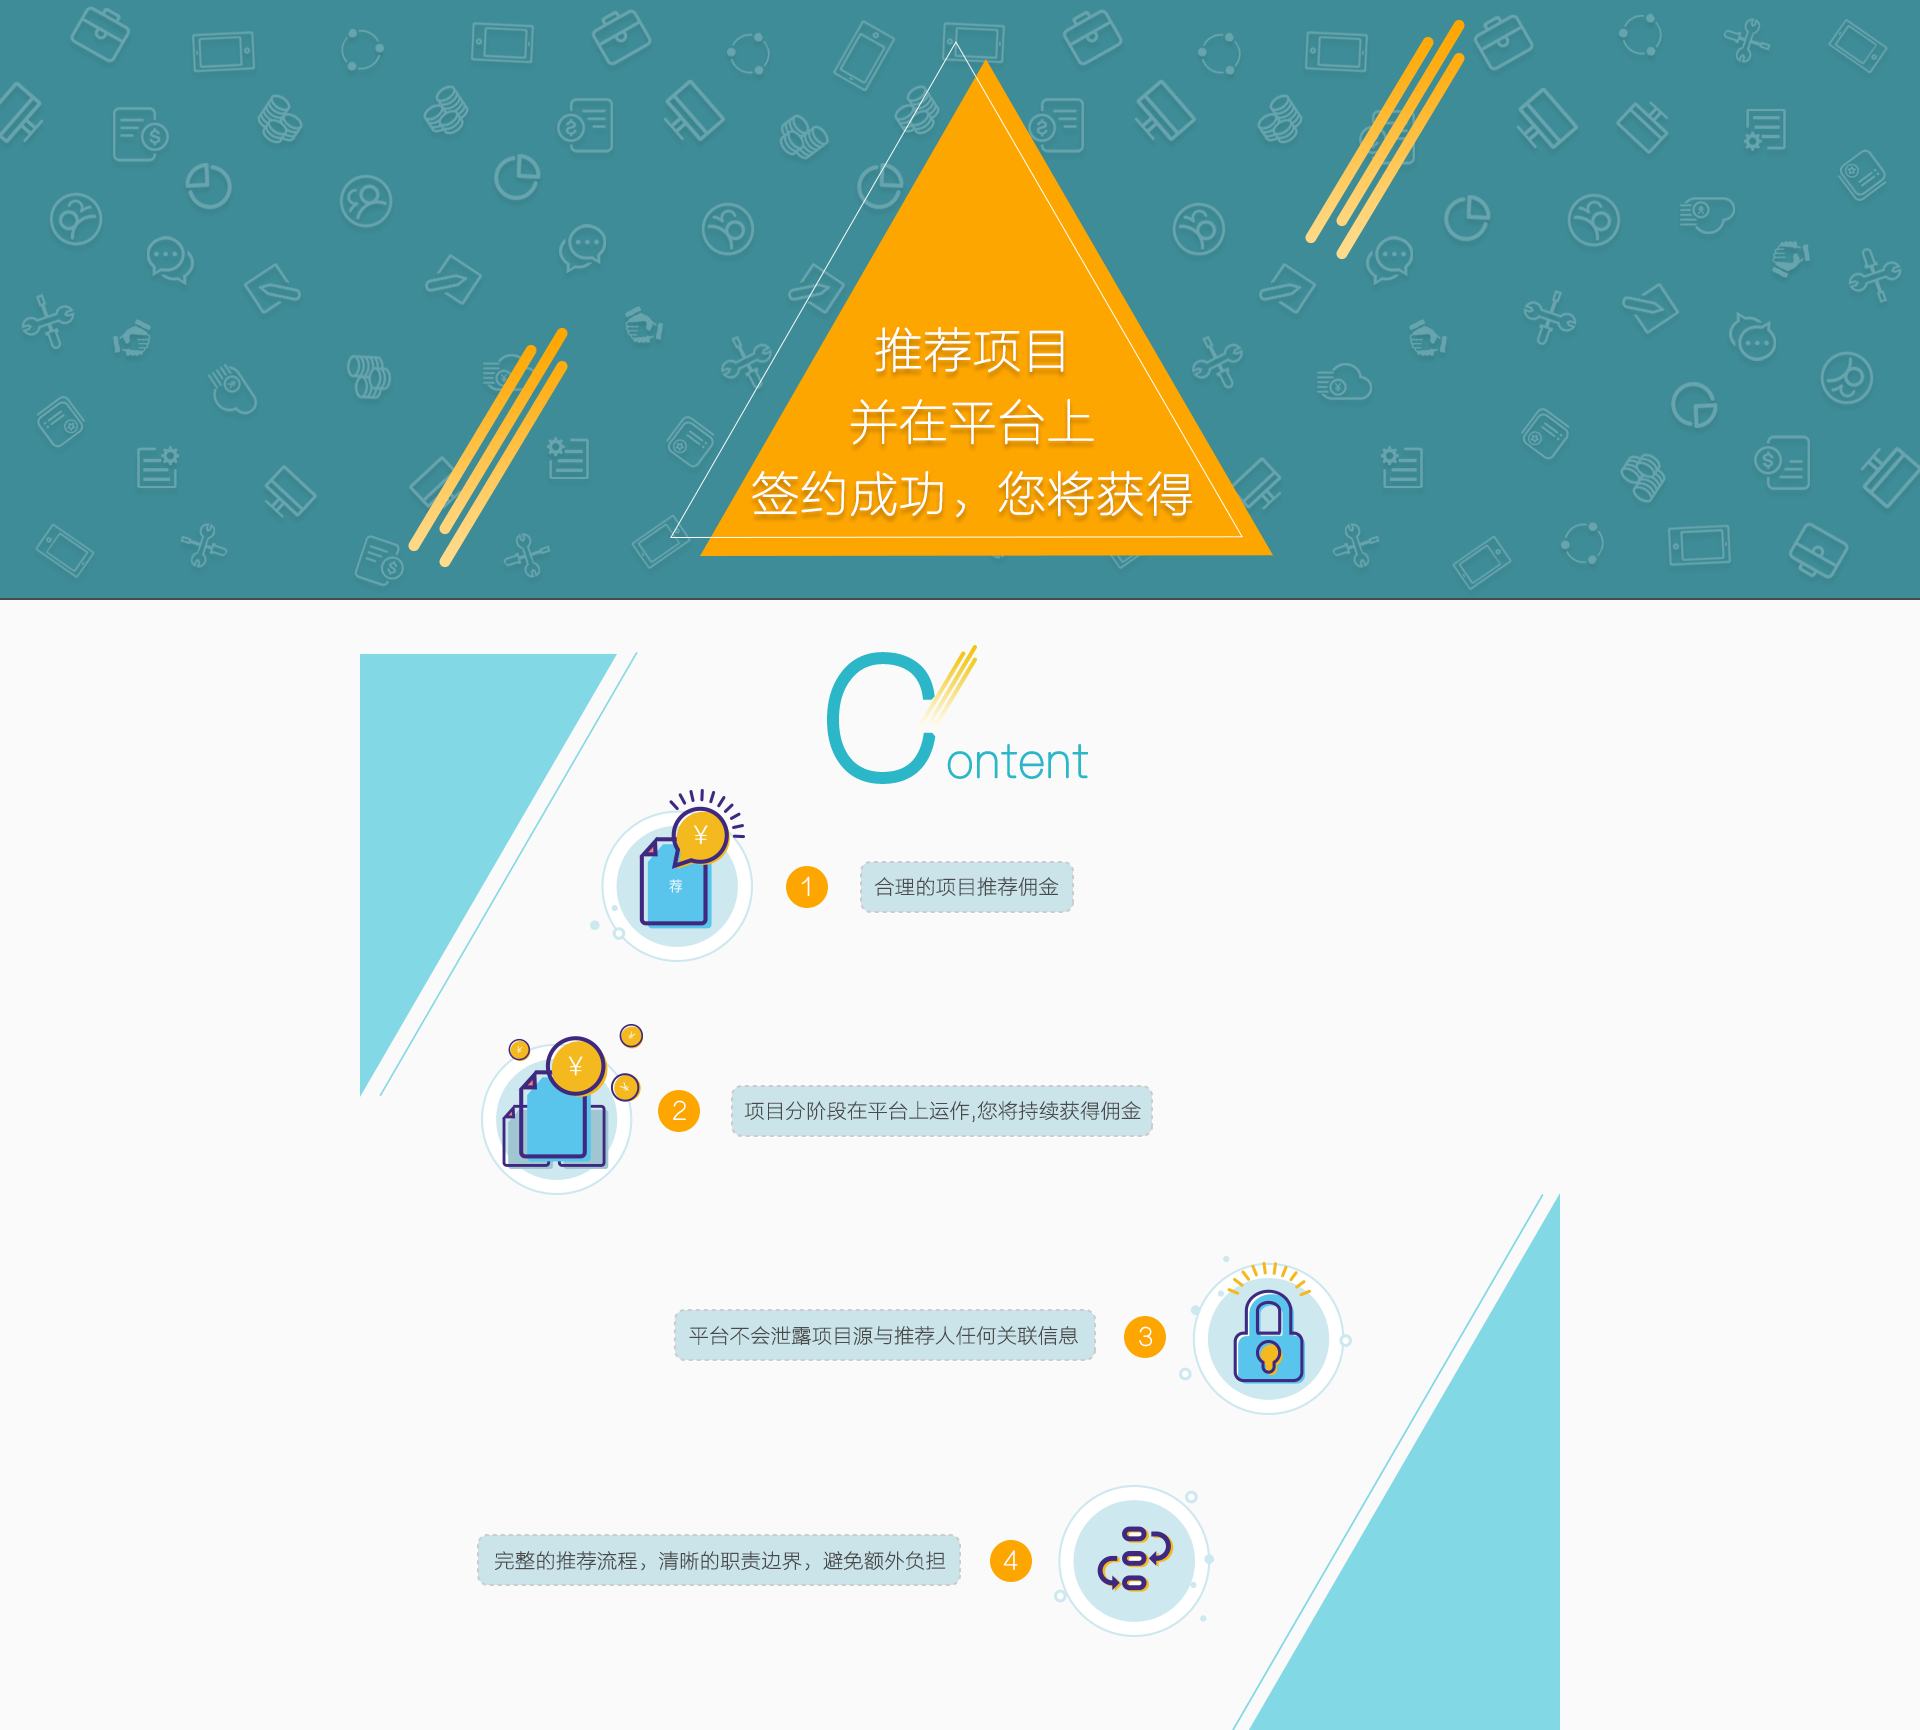 推荐项目
并在平台上
签约成功，您将获得
Content
¥
荐
1 合理的项目推荐佣金
¥
2 项目分阶段在平台上运作,您将持续获得佣金
平台不会泄露项目源与推荐人任何关联信息 3
完整的推荐流程，清晰的职责边界，避免额外负担 4